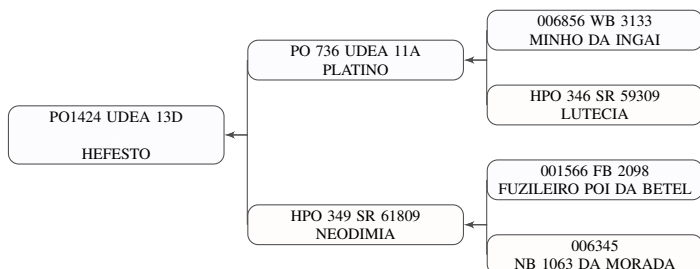 006856 WB 3133
MINHO DA INGAI
PO 736 UDEA 11A
PLATINO
HPO 346 SR 59309
LUTECIA
PO1424 UDEA 13D
HEFESTO
001566 FB 2098
FUZILEIRO POI DA BETEL
HPO 349 SR 61809
NEODIMIA
006345
NB 1063 DA MORADA